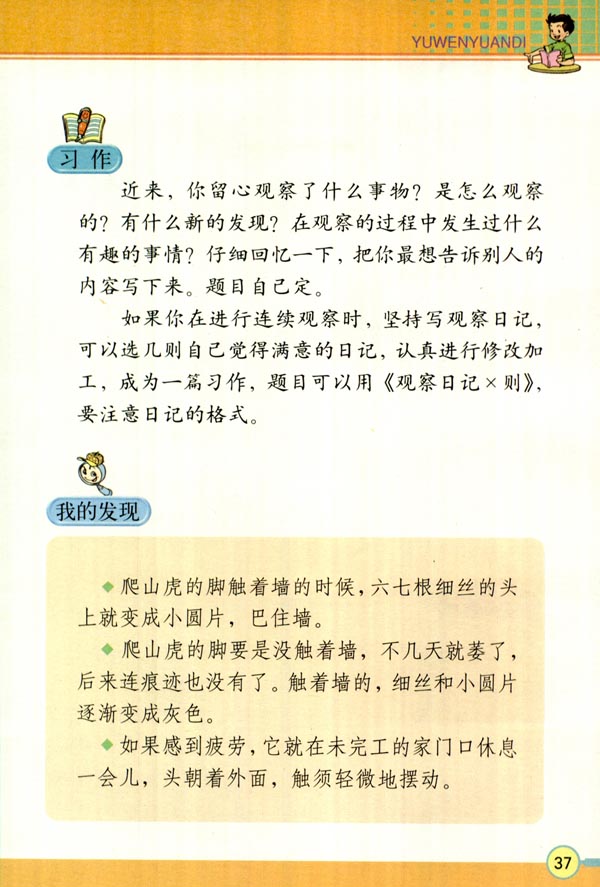 YUWENYUANDI
习作
近来，你留心观察了什么事物？是怎么观察
的？有什么新的发现？在观察的过程中发生过什么
有趣的事情？仔细回忆一下，把你最想告诉别人的
内容写下来。题目自己定。
如果你在进行连续观察时，坚持写观察日记，
可以选几则自己觉得满意的日记，认真进行修改加
工，成为一篇习作，题目可以用《观察日记×则》，
要注意日记的格式。
我的发现
◆爬山虎的脚触着墙的时候，六七根细丝的头
上就变成小圆片，巴住墙。
◆爬山虎的脚要是没触着墙，不几天就萎了，
后来连痕迹也没有了。触着墙的，细丝和小圆片
逐渐变成灰色。
◆如果感到疲劳，它就在未完工的家门口休息
一会儿，头朝着外面，触须轻微地摆动。
37